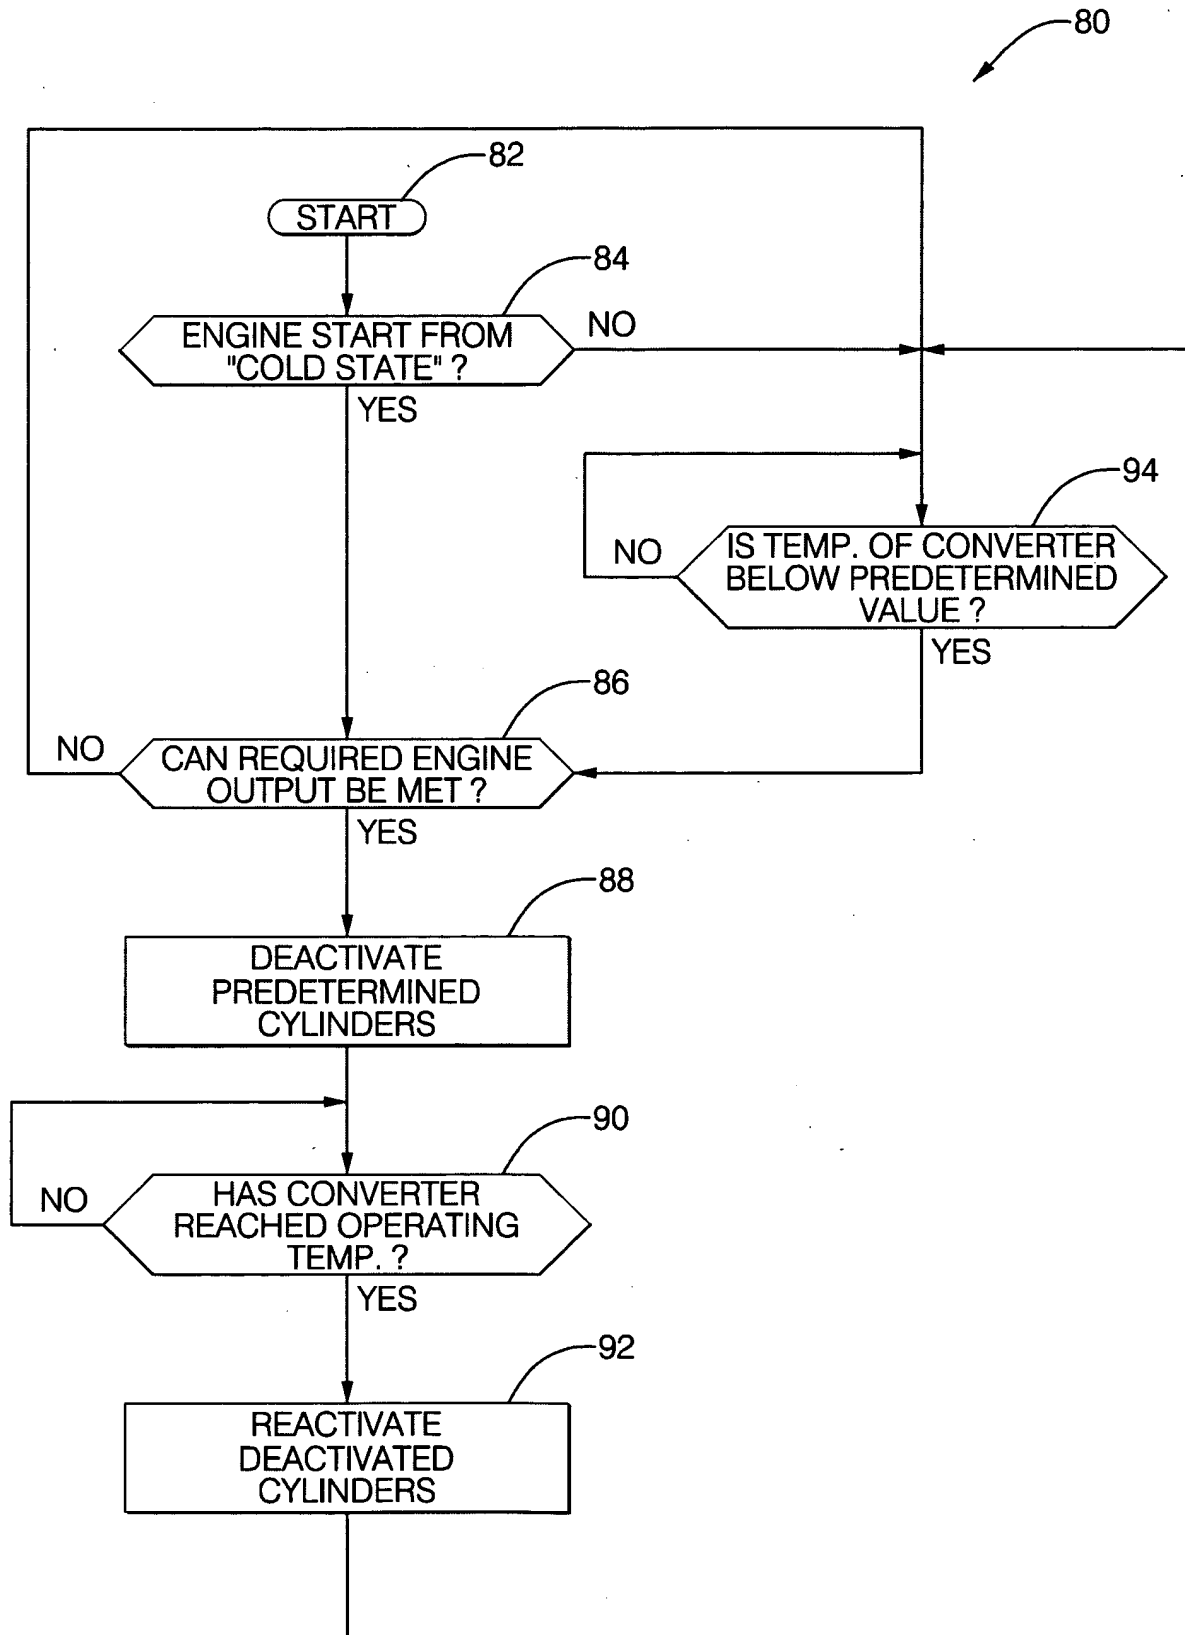 80
82
START
84
ENGINE START FROM
"COLD STATE" ?
NO
YES
94
IS TEMP. OF CONVERTER
BELOW PREDETERMINED
VALUE ?
NO
YES
86
CAN REQUIRED ENGINE
OUTPUT BE MET ?
NO
YES
88
DEACTIVATE
PREDETERMINED
CYLINDERS
90
HAS CONVERTER
REACHED OPERATING
TEMP. ?
NO
YES
92
REACTIVATE
DEACTIVATED
CYLINDERS